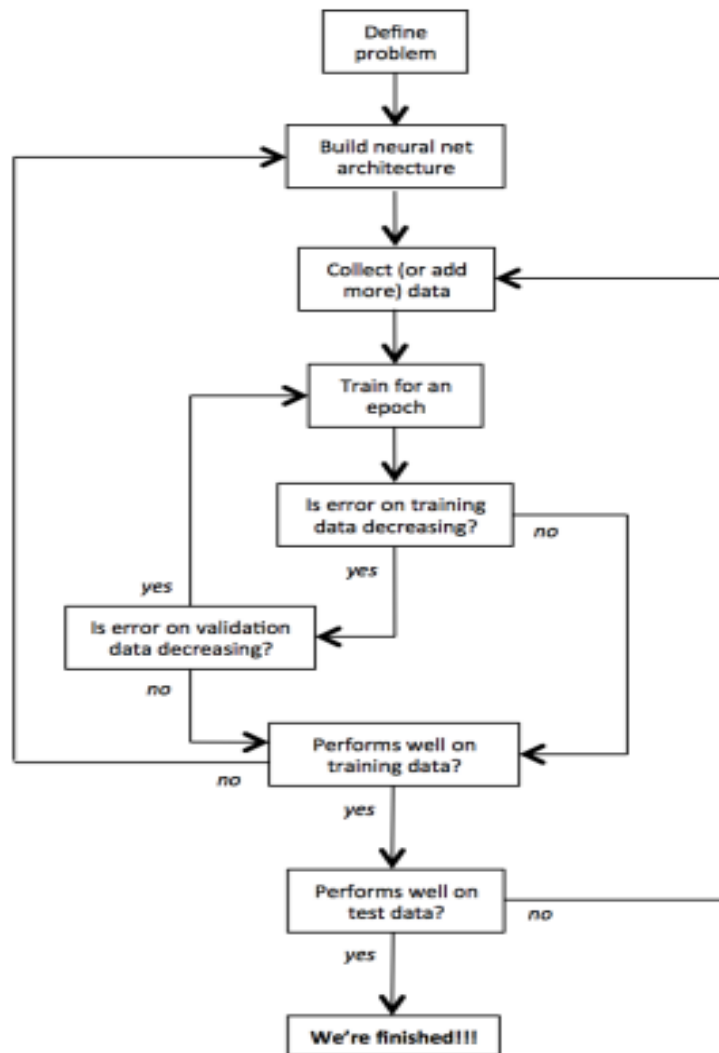 Define
problem
Build neural net
architecture
Collect (or add
more) data
Train for an
epoch
Is error on training
data decreasing?
no
yes
yes
Is error on validation
data decreasing?
no
Performs well on
training data?
no
yes
Performs well on
test data?
no
yes
We're finished!!!